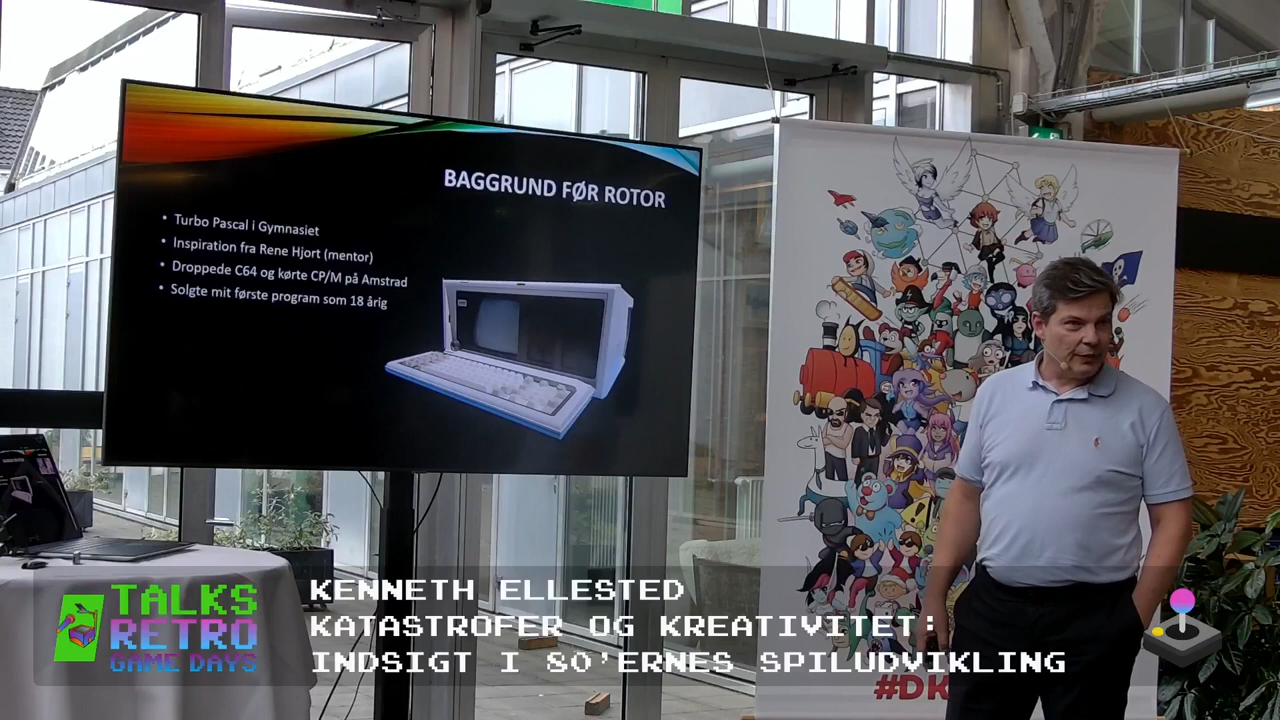 BAGGRUND FØR ROTOR
• Turbo Pascal i Gymnasiet
• Inspiration fra Rene Hjort (mentor)
• Droppede C64 og kørte CP/M på Amstrad
• Solgte mit første program som 18 årig
TALKS
RETRO
GAME DAYS
KENNETH ELLESTED
KATASTROFER OG KREATIVITET:
INDSIGT I 80'ERNES SPILUDVIKLING
#DK